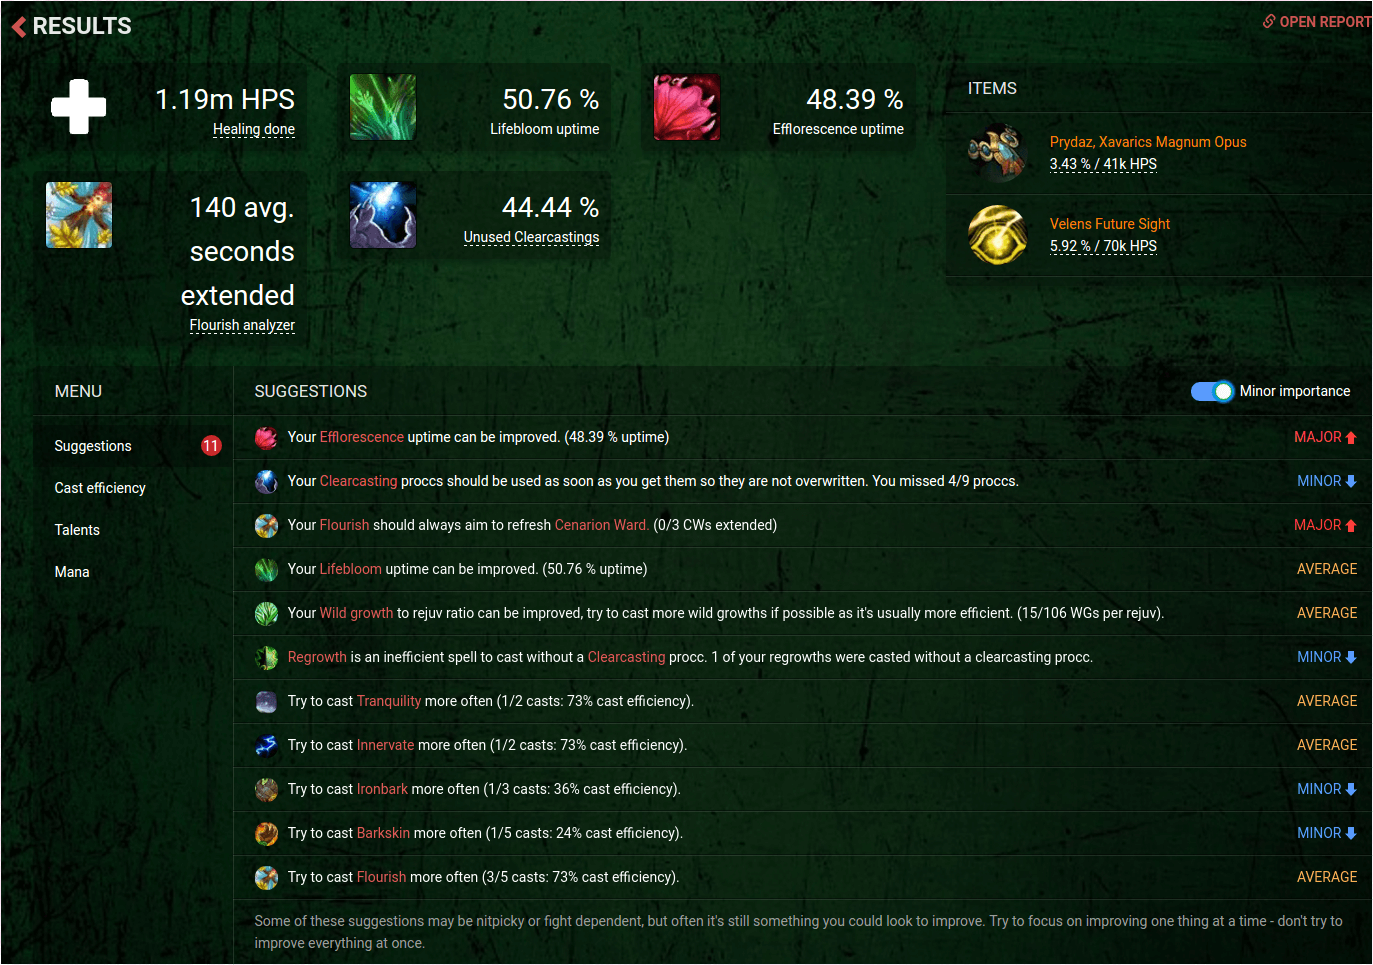 RESULTS
OPEN REPORT
1.19m HPS
Healing done
50.76 %
Lifebloom uptime
48.39 %
Efflorescence uptime
140 avg.
seconds
extended
Flourish analyzer
44.44 %
Unused Clearcastings
ITEMS
Prydaz, Xavarics Magnum Opus
3.43 % / 41k HPS
Velens Future Sight
5.92 % / 70k HPS
MENU
Suggestions 11
Cast efficiency
Talents
Mana
SUGGESTIONS
Minor importance
Your Efflorescence uptime can be improved. (48.39 % uptime) MAJOR
Your Clearcasting proccs should be used as soon as you get them so they are not overwritten. You missed 4/9 proccs. MINOR
Your Flourish should always aim to refresh Cenarion Ward. (0/3 CWs extended) MAJOR
Your Lifebloom uptime can be improved. (50.76 % uptime) AVERAGE
Your Wild growth to rejuv ratio can be improved, try to cast more wild growths if possible as it's usually more efficient. (15/106 WGs per rejuv). AVERAGE
Regrowth is an inefficient spell to cast without a Clearcasting procc. 1 of your regrowths were casted without a clearcasting procc. MINOR
Try to cast Tranquility more often (1/2 casts: 73% cast efficiency). AVERAGE
Try to cast Innervate more often (1/2 casts: 73% cast efficiency). AVERAGE
Try to cast Ironbark more often (1/3 casts: 36% cast efficiency). MINOR
Try to cast Barkskin more often (1/5 casts: 24% cast efficiency). MINOR
Try to cast Flourish more often (3/5 casts: 73% cast efficiency). AVERAGE
Some of these suggestions may be nitpicky or fight dependent, but often it's still something you could look to improve. Try to focus on improving one thing at a time - don't try to
improve everything at once.